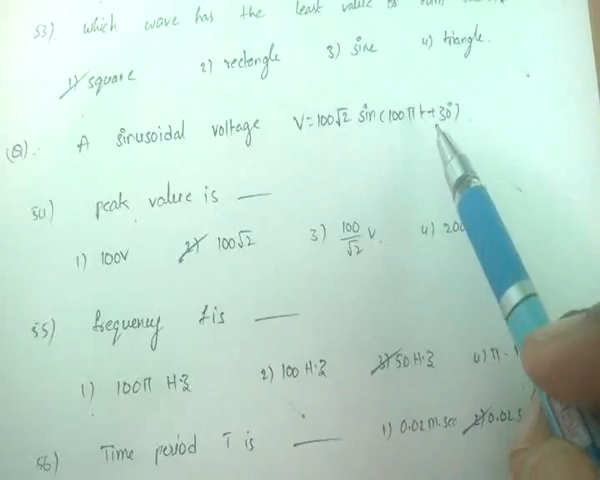 53) which wave has the least value of
1) square 2) rectangle 3) sine 4) triangle.
(Q). A sinusoidal voltage V=100√2 sin(100πt+30°)
54) peak value is —
1) 100V 2) 100√2 3) 100/√2 V. 4) 200
55) frequency f is —
1) 100π HZ 2) 100 HZ 3) 50 HZ 4) π
56) Time period T is — 1) 0.02 m.sec 2) 0.02 s